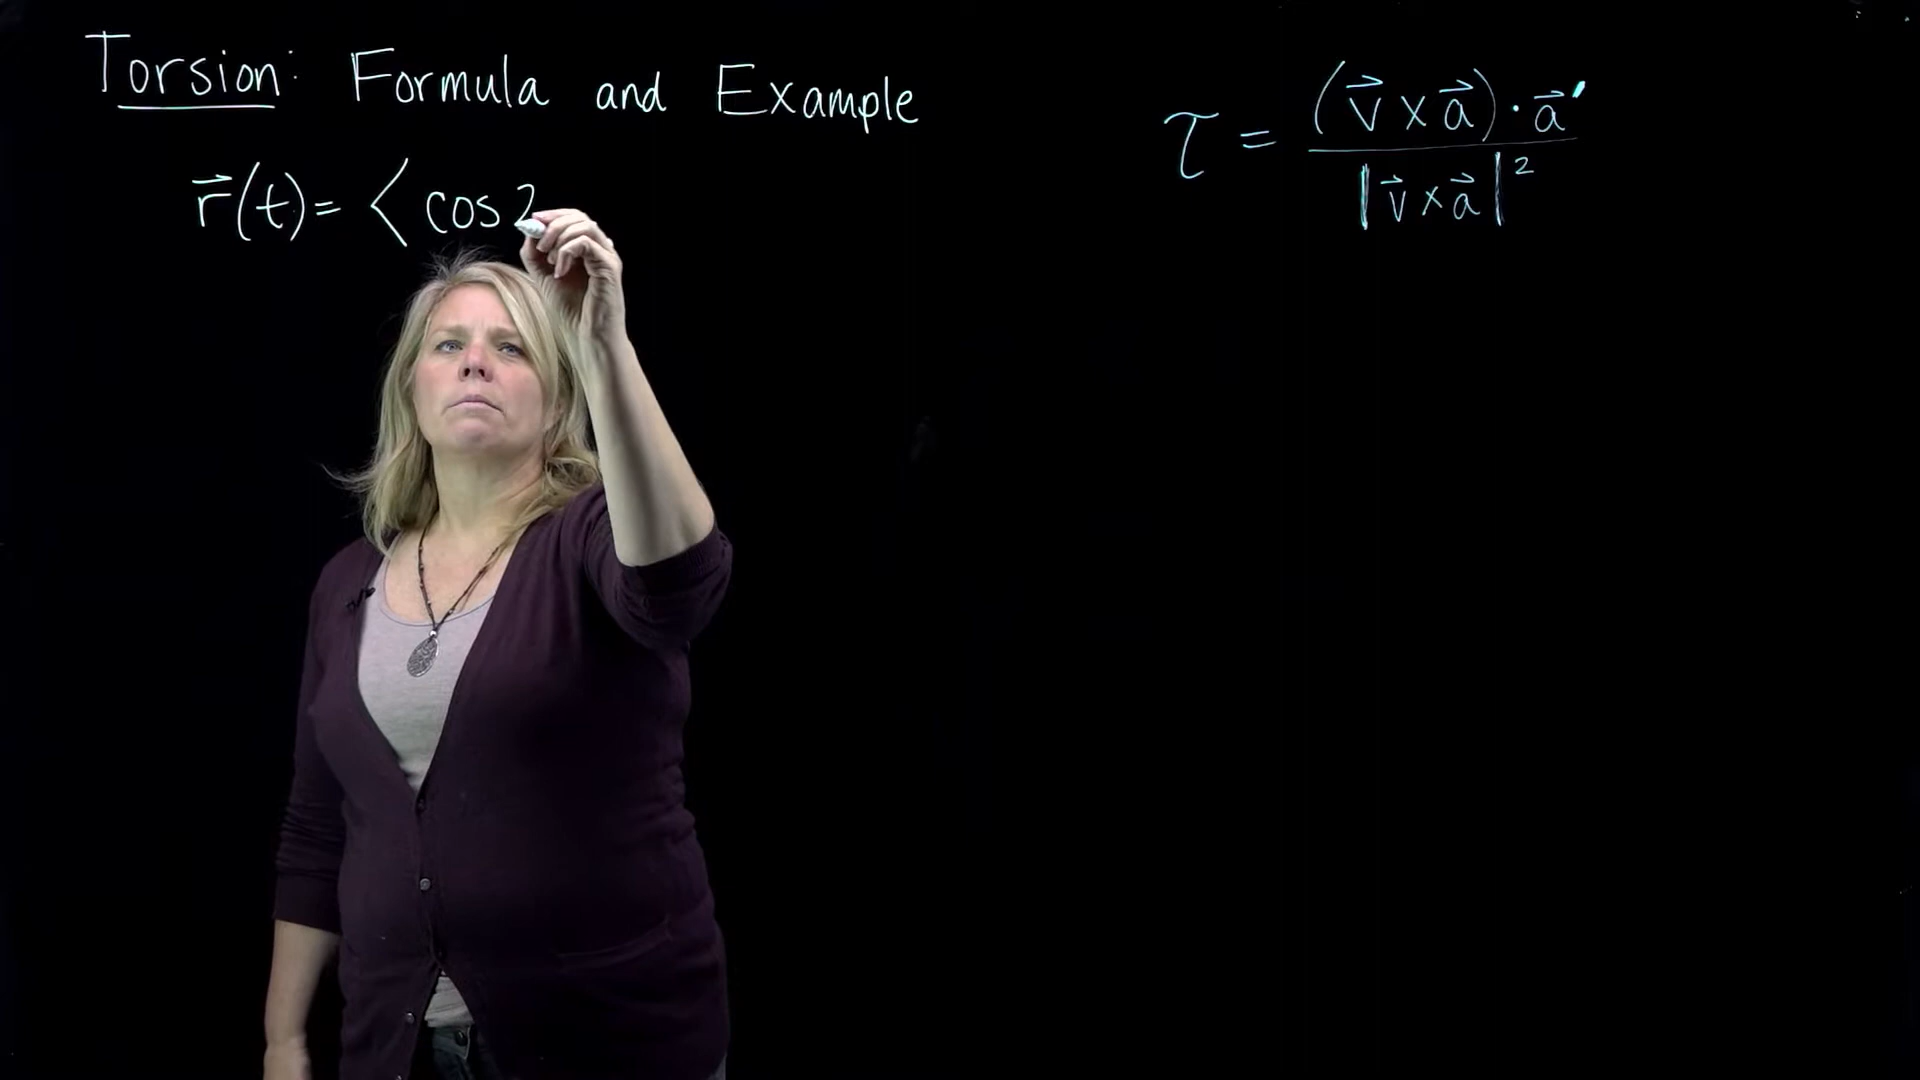 Torsion: Formula and Example
τ = (v⃗ × a⃗) · a⃗' / |v⃗ × a⃗|²
r⃗(t) = ⟨ cos 2